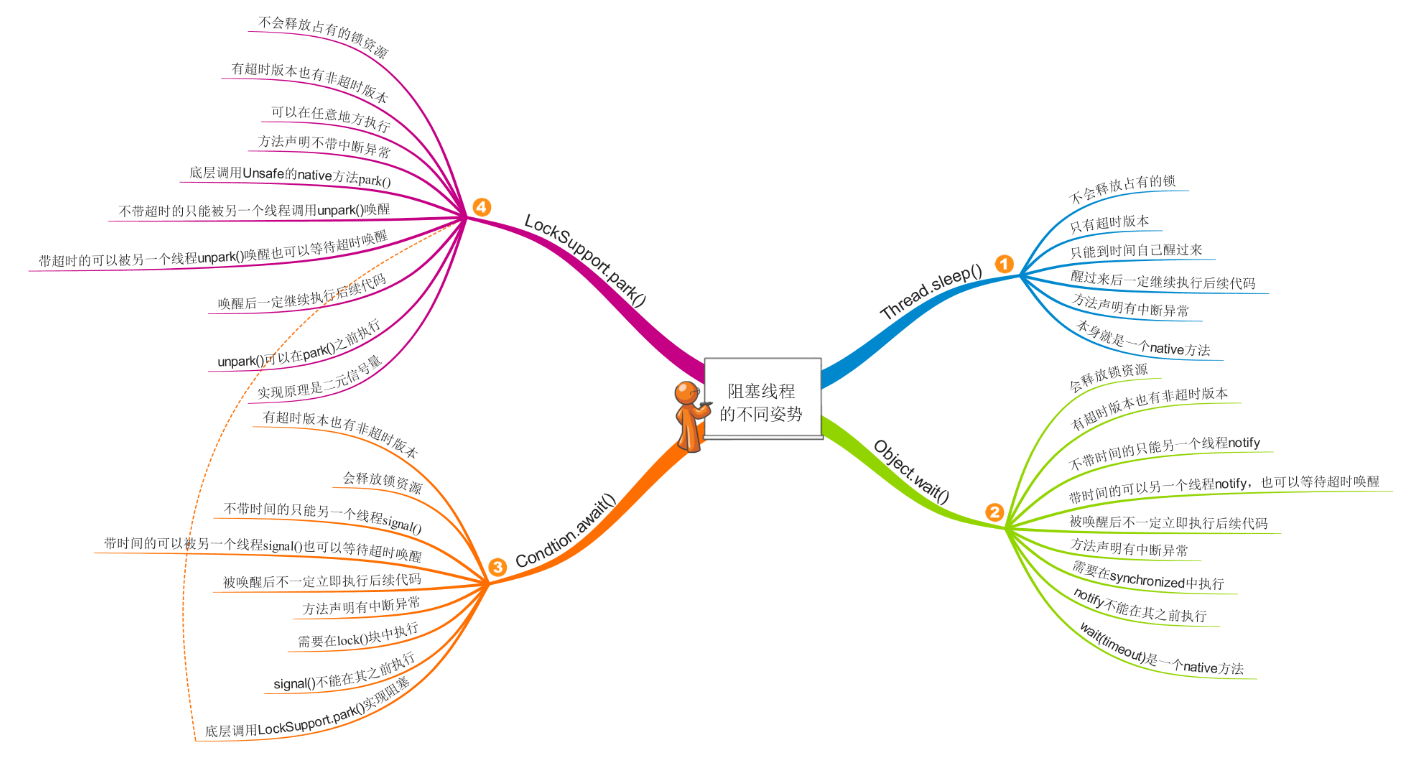 阻塞线程
的不同姿势
1
Thread.sleep()
不会释放占有的锁
只有超时版本
只能到时间自己醒过来
醒过来后一定继续执行后续代码
方法声明有中断异常
本身就是一个native方法
2
Object.wait()
会释放锁资源
有超时版本也有非超时版本
不带时间的只能另一个线程notify
带时间的可以另一个线程notify，也可以等待超时唤醒
被唤醒后不一定立即执行后续代码
方法声明有中断异常
需要在synchronized中执行
notify不能在其之前执行
wait(timeout)是一个native方法
3
Condtion.await()
有超时版本也有非超时版本
会释放锁资源
不带时间的只能另一个线程signal()
带时间的可以被另一个线程signal()也可以等待超时唤醒
被唤醒后不一定立即执行后续代码
方法声明有中断异常
需要在lock()块中执行
signal()不能在其之前执行
底层调用LockSupport.park()实现阻塞
4
LockSupport.park()
不会释放占有的锁资源
有超时版本也有非超时版本
可以在任意地方执行
方法声明不带中断异常
底层调用Unsafe的native方法park()
不带超时的只能被另一个线程调用unpark()唤醒
带超时的可以被另一个线程unpark()唤醒也可以等待超时唤醒
唤醒后一定继续执行后续代码
unpark()可以在park()之前执行
实现原理是二元信号量